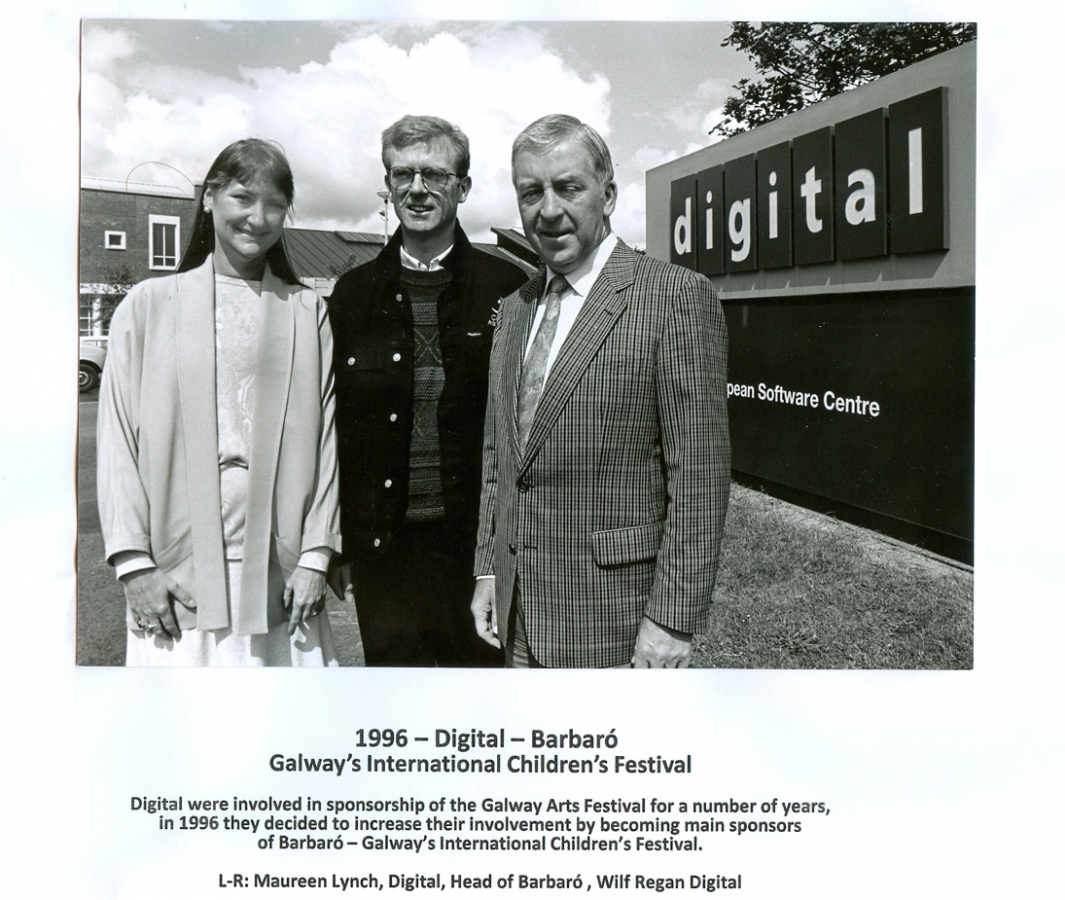 digital
pean Software Centre
1996 – Digital – Barbaró
Galway's International Children's Festival
Digital were involved in sponsorship of the Galway Arts Festival for a number of years,
in 1996 they decided to increase their involvement by becoming main sponsors
of Barbaró – Galway's International Children's Festival.
L-R: Maureen Lynch, Digital, Head of Barbaró , Wilf Regan Digital